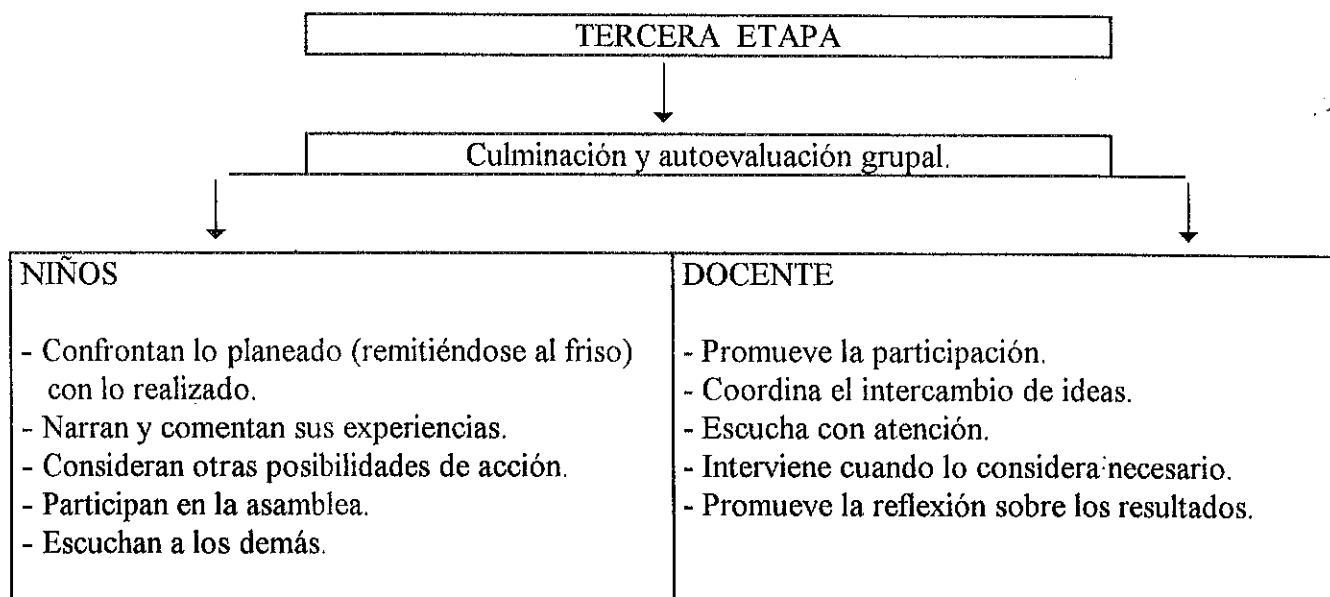 TERCERA ETAPA
Culminación y autoevaluación grupal.
NIÑOS
- Confrontan lo planeado (remitiéndose al friso)
con lo realizado.
- Narran y comentan sus experiencias.
- Consideran otras posibilidades de acción.
- Participan en la asamblea.
- Escuchan a los demás.
DOCENTE
- Promueve la participación.
- Coordina el intercambio de ideas.
- Escucha con atención.
- Interviene cuando lo considera necesario.
- Promueve la reflexión sobre los resultados.